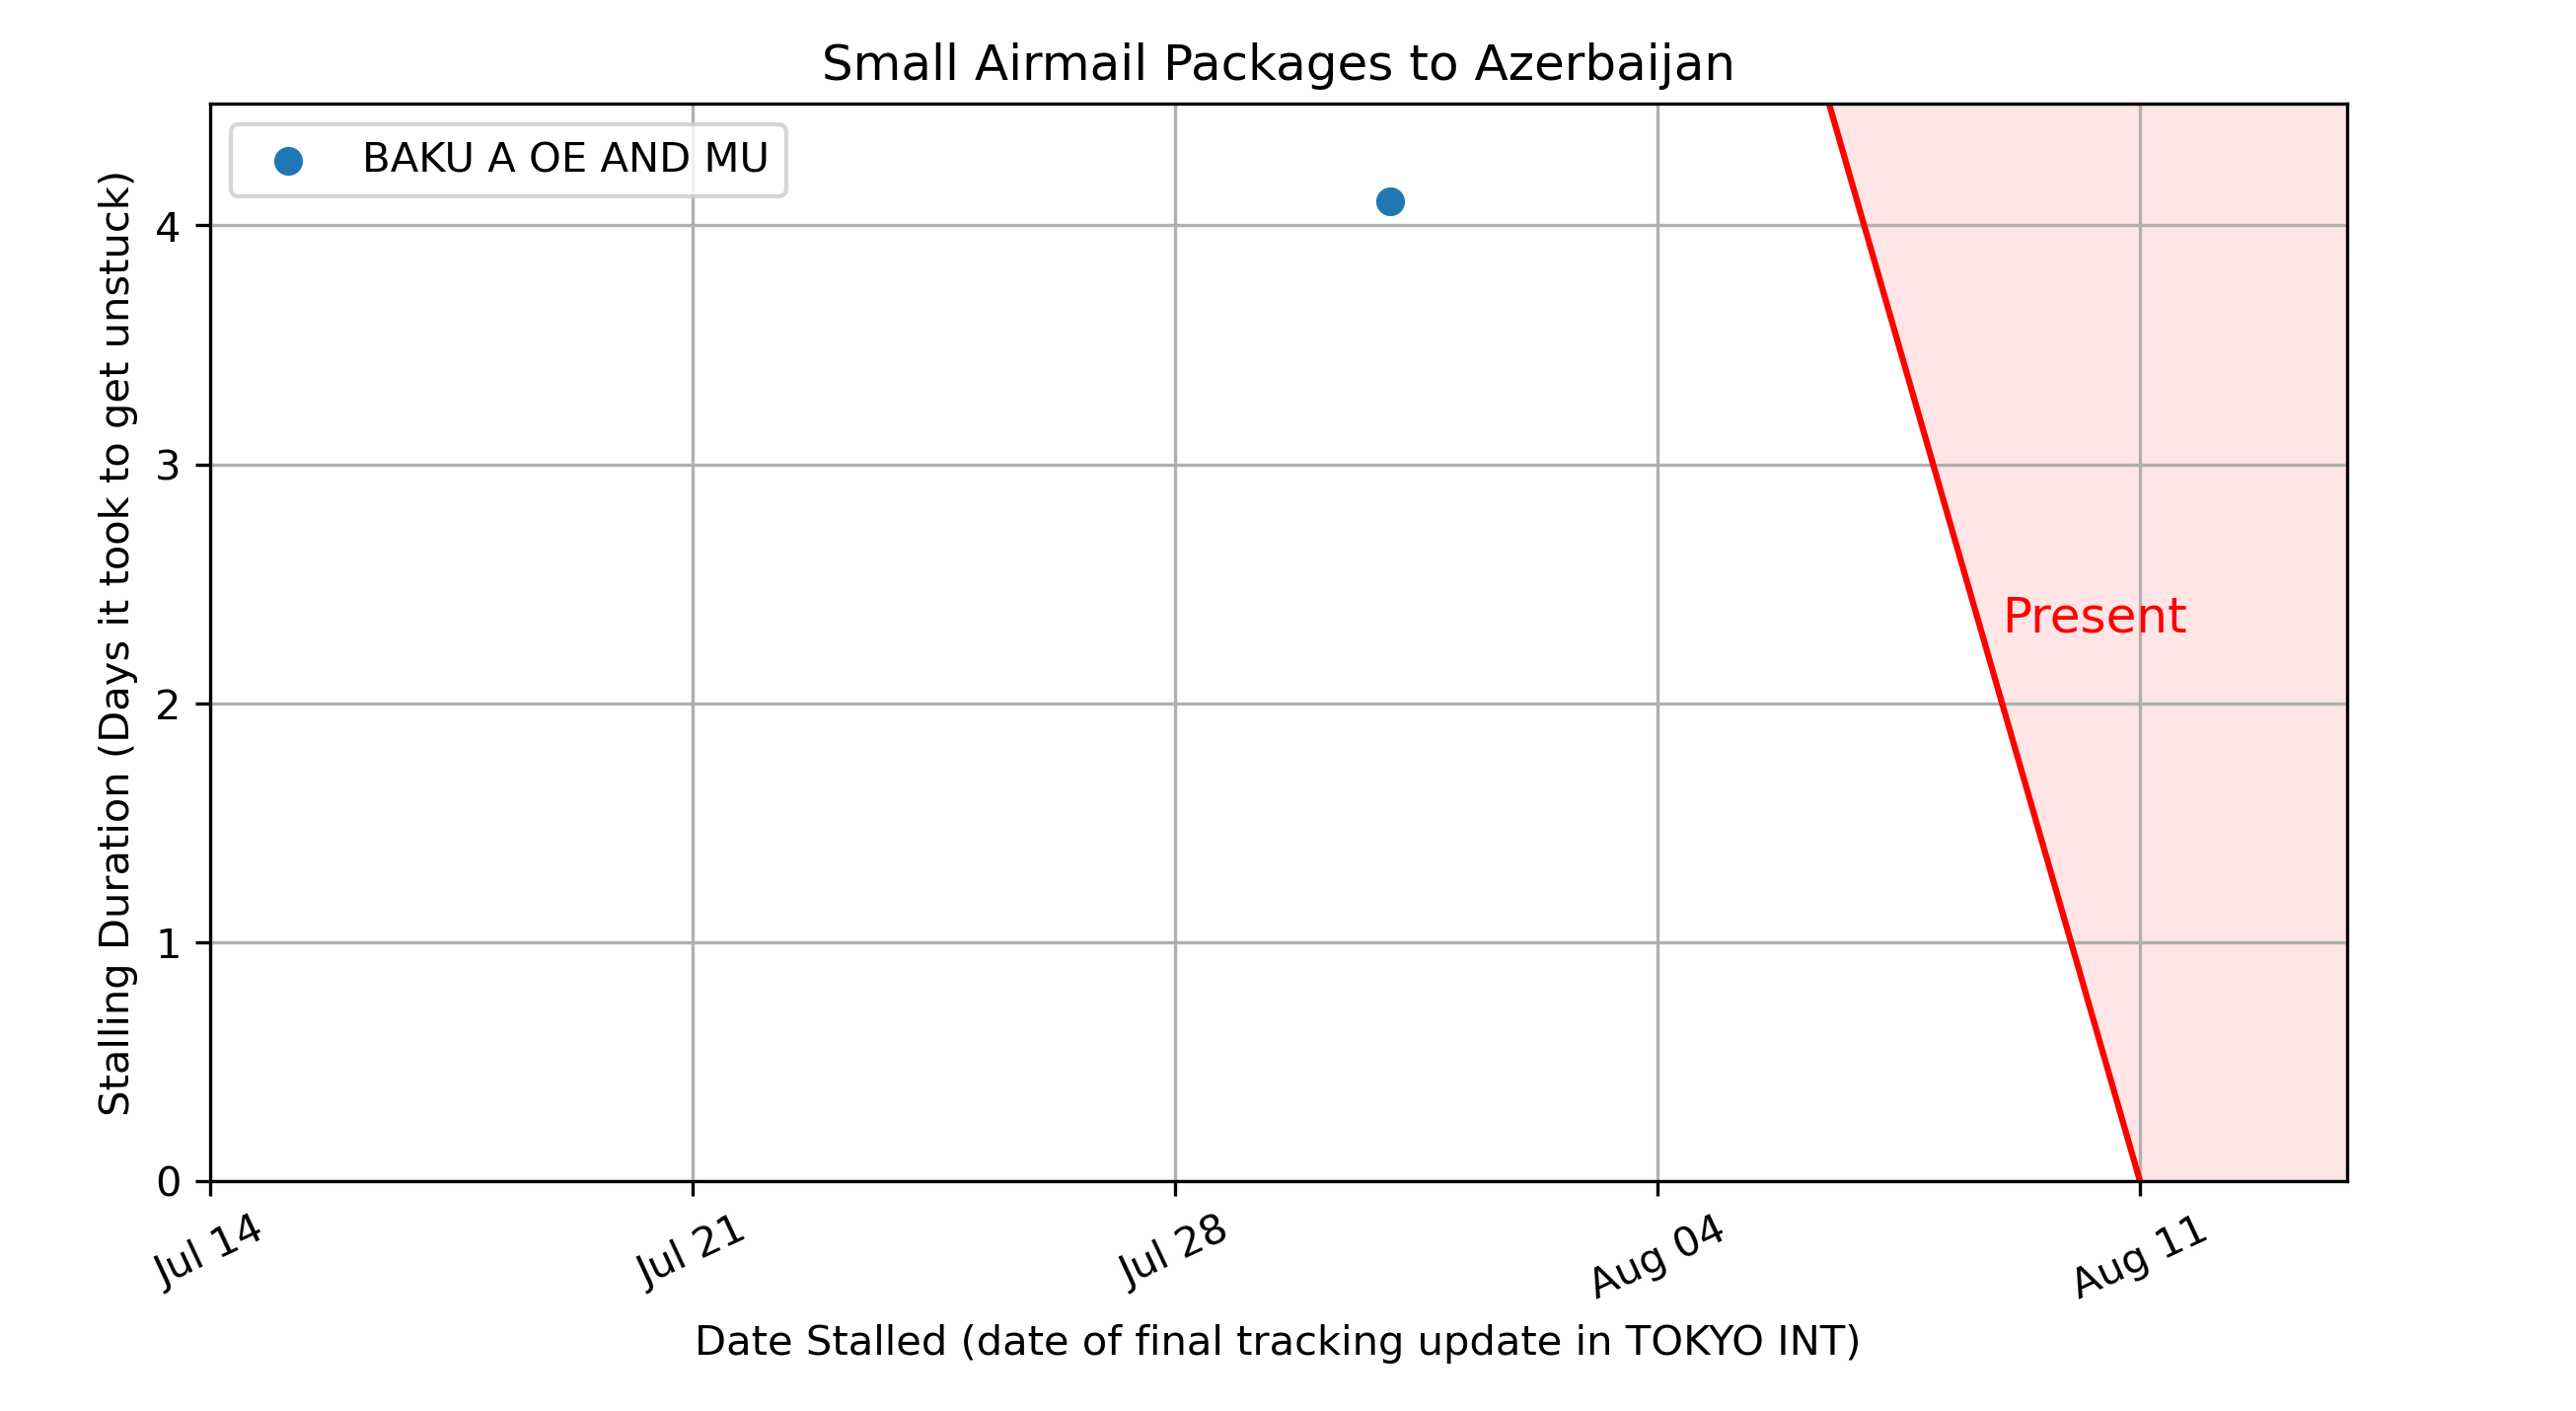 Small Airmail Packages to Azerbaijan
BAKU A OE AND MU
Stalling Duration (Days it took to get unstuck)
4
3
2
1
0
Present
Jul 14
Jul 21
Jul 28
Aug 04
Aug 11
Date Stalled (date of final tracking update in TOKYO INT)